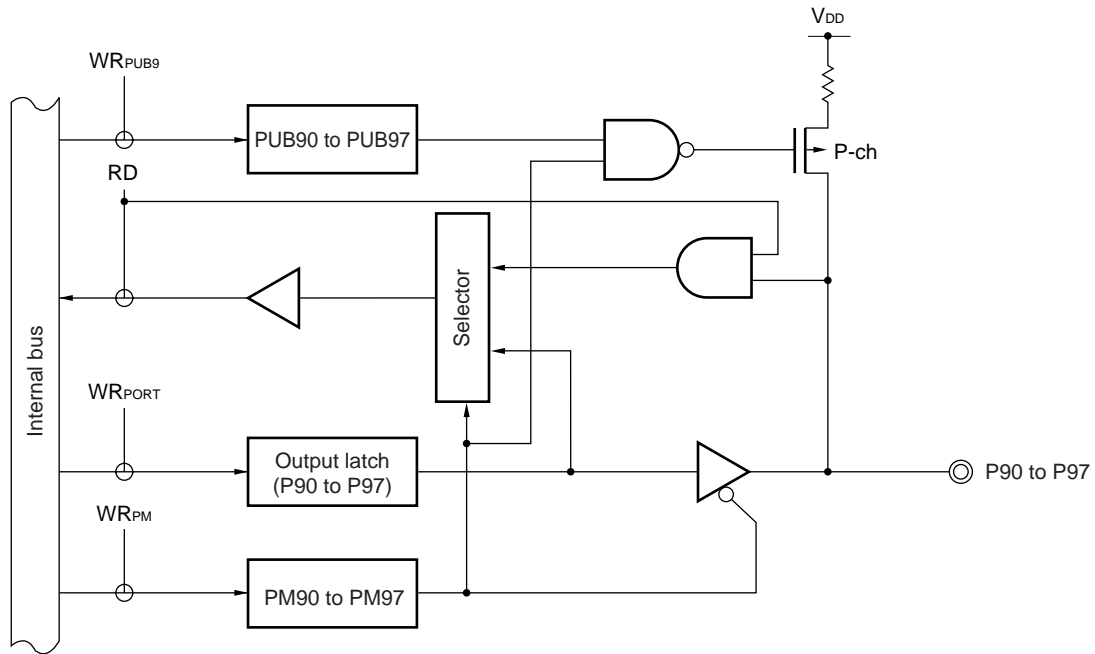 VDD
WRPUB9
PUB90 to PUB97
P-ch
RD
Selector
Internal bus
WRPORT
Output latch
(P90 to P97)
P90 to P97
WRPM
PM90 to PM97